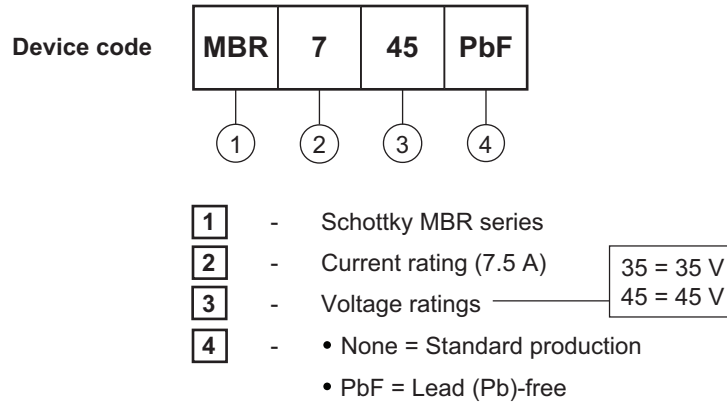 Device code MBR 7 45 PbF
1 2 3 4
1 - Schottky MBR series
2 - Current rating (7.5 A)
35 = 35 V
3 - Voltage ratings
45 = 45 V
4 - • None = Standard production
• PbF = Lead (Pb)-free